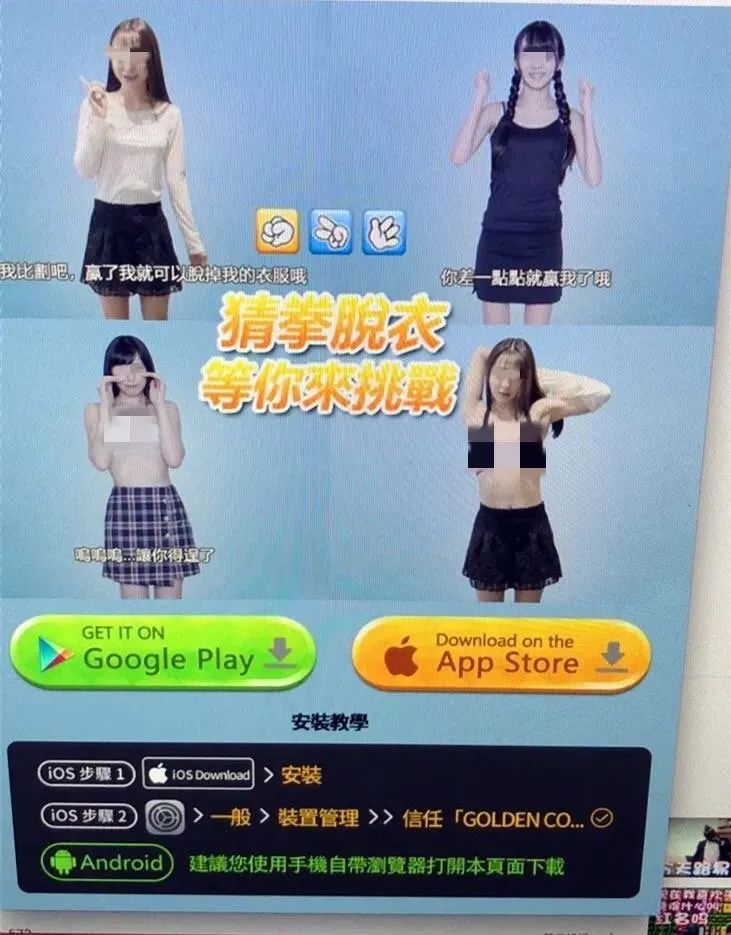 我比劃吧，贏了我就可以脫掉我的衣服哦
你差一點點就贏我了哦
猜拳脫衣
等你來挑戰
嗚嗚嗚...讓你得逞了
GET IT ON
Google Play
Download on the
App Store
安裝教學
iOS 步驟 1 iOS Download > 安裝
iOS 步驟 2 > 一般 > 裝置管理 >> 信任「GOLDEN CO...
Android 建議您使用手機自帶瀏覽器打開本頁面下載